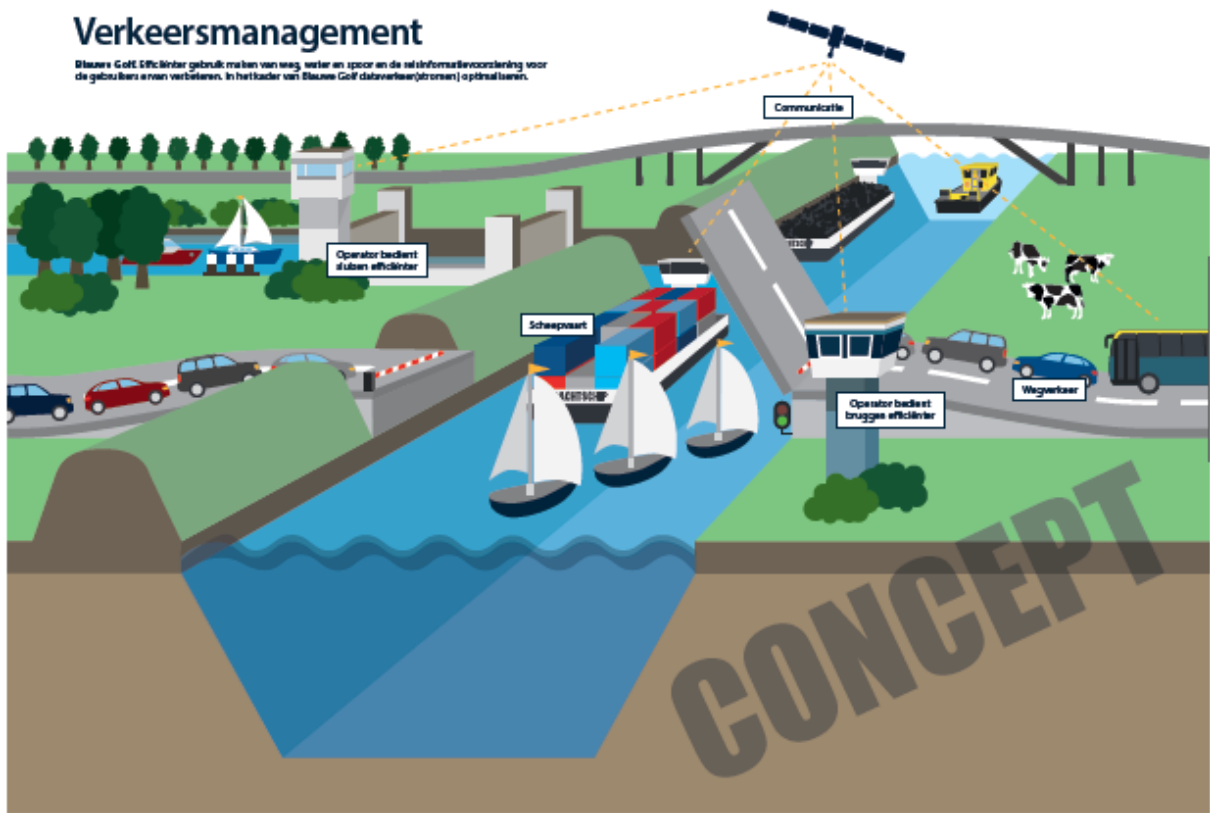 Verkeersmanagement
Blauwe Golf. Efficiënter gebruik maken van weg, water en spoor en de reisinformatievoorziening voor
de gebruikers ervan verbeteren. In het kader van Blauwe Golf dataverkeer(stromen) optimaliseren.
Communicatie
Operator bedient
sluizen efficiënter
Scheepvaart
ACHTSCHIP
Wegverkeer
Operator bedient
bruggen efficiënter
CONCEPT